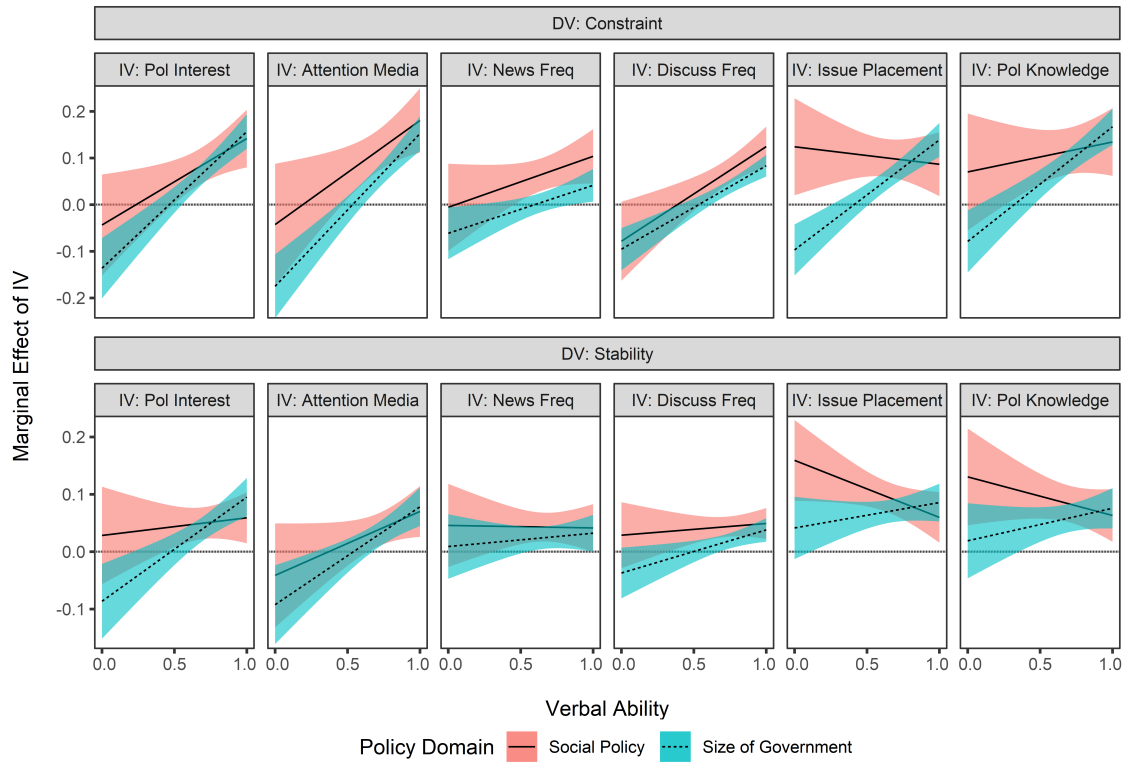 DV: Constraint
IV: Pol Interest IV: Attention Media IV: News Freq IV: Discuss Freq IV: Issue Placement IV: Pol Knowledge
0.2
0.1
0.0
-0.1
-0.2
DV: Stability
IV: Pol Interest IV: Attention Media IV: News Freq IV: Discuss Freq IV: Issue Placement IV: Pol Knowledge
0.2
0.1
0.0
-0.1
Marginal Effect of IV
0.0 0.5 1.0 0.0 0.5 1.0 0.0 0.5 1.0 0.0 0.5 1.0 0.0 0.5 1.0 0.0 0.5 1.0
Verbal Ability
Policy Domain Social Policy Size of Government